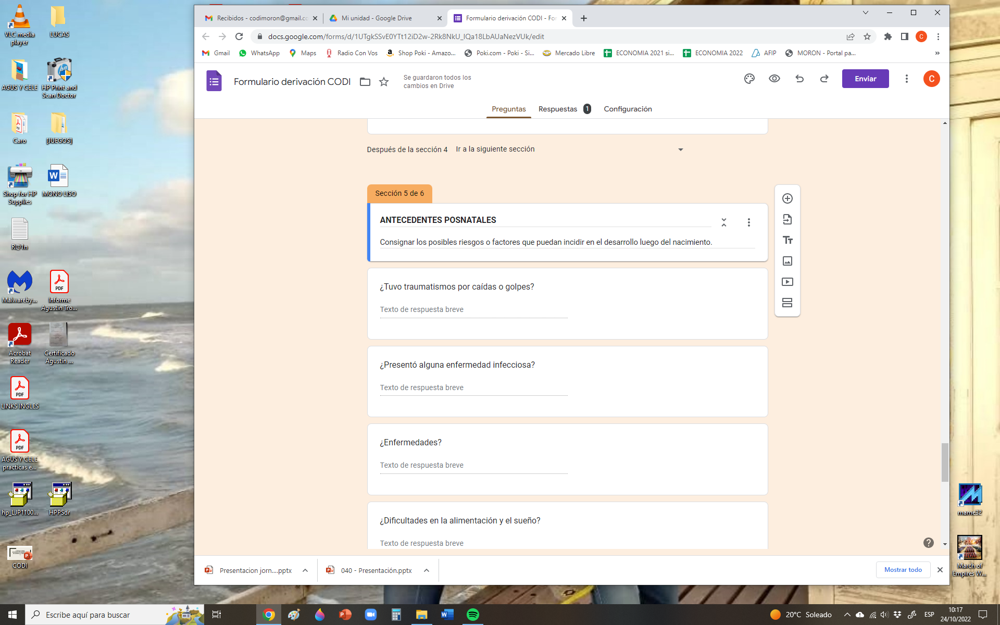 VLC media player
LUCAS
AGUS Y CELE
HP Print and Scan Doctor
Caro
[JUEGOS]
Shop for HP Supplies
MONO LISO
R@1n
Malwareby...
Informe Agustín Tro...
Acrobat Reader
Certificado Agustín ...
LINKS INGLES
AGUS Y CELE practicas e...
hp_LJP1100...
HPPSdr
CODI
mame32
March of Empires W...
Recibidos - codimoron@gmail.co
Mi unidad - Google Drive
Formulario derivación CODI - For
docs.google.com/forms/d/1UTgkSSvE0YTt12iD2w-2Rk8NkU_lQa18LbAUaNezVUk/edit
C
Gmail
WhatsApp
Maps
Radio Con Vos
Shop Poki - Amazo...
Poki.com - Poki - Si...
Mercado Libre
ECONOMIA 2021 si...
ECONOMIA 2022
AFIP
MORON - Portal pa...
»
Formulario derivación CODI
Se guardaron todos los
cambios en Drive
Enviar
C
Preguntas
Respuestas
1
Configuración
Después de la sección 4
Ir a la siguiente sección
Sección 5 de 6
ANTECEDENTES POSNATALES
Consignar los posibles riesgos o factores que puedan incidir en el desarrollo luego del nacimiento.
¿Tuvo traumatismos por caídas o golpes?
Texto de respuesta breve
¿Presentó alguna enfermedad infecciosa?
Texto de respuesta breve
¿Enfermedades?
Texto de respuesta breve
¿Dificultades en la alimentación y el sueño?
Texto de respuesta breve
Presentacion jorn....pptx
040 - Presentación.pptx
Mostrar todo
Escribe aquí para buscar
20°C Soleado
ESP
10:17
24/10/2022